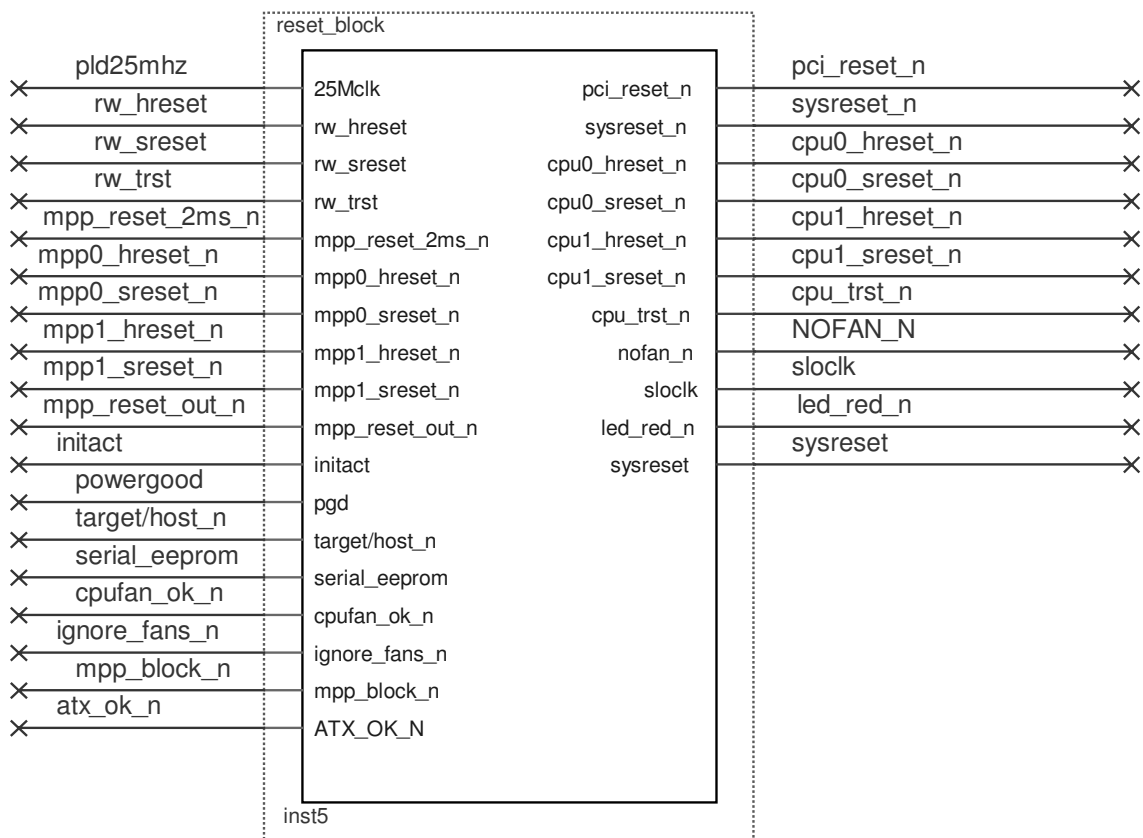 reset_block
pld25mhz
25Mclk
pci_reset_n
pci_reset_n
rw_hreset
rw_hreset
sysreset_n
sysreset_n
rw_sreset
rw_sreset
cpu0_hreset_n
cpu0_hreset_n
rw_trst
rw_trst
cpu0_sreset_n
cpu0_sreset_n
mpp_reset_2ms_n
mpp_reset_2ms_n
cpu1_hreset_n
cpu1_hreset_n
mpp0_hreset_n
mpp0_hreset_n
cpu1_sreset_n
cpu1_sreset_n
mpp0_sreset_n
mpp0_sreset_n
cpu_trst_n
cpu_trst_n
mpp1_hreset_n
mpp1_hreset_n
nofan_n
NOFAN_N
mpp1_sreset_n
mpp1_sreset_n
sloclk
sloclk
mpp_reset_out_n
mpp_reset_out_n
led_red_n
led_red_n
initact
initact
sysreset
sysreset
powergood
pgd
target/host_n
target/host_n
serial_eeprom
serial_eeprom
cpufan_ok_n
cpufan_ok_n
ignore_fans_n
ignore_fans_n
mpp_block_n
mpp_block_n
atx_ok_n
ATX_OK_N
inst5